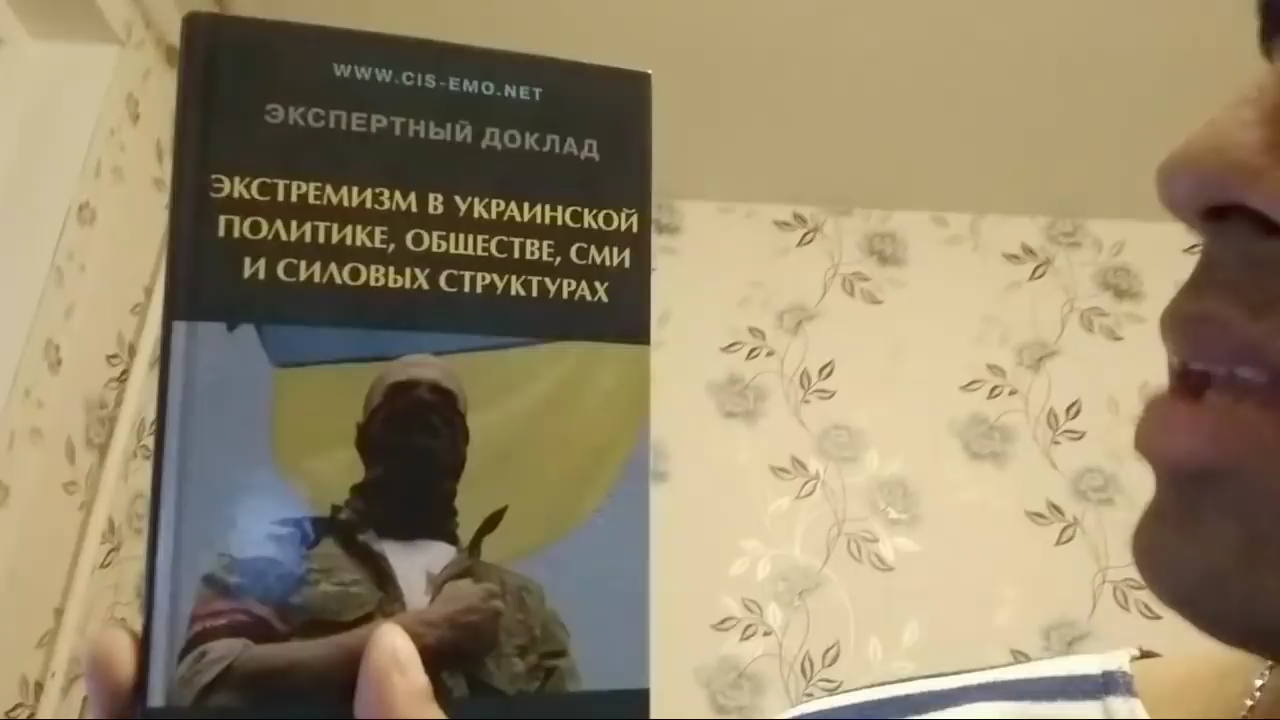 WWW.CIS-EMO.NET
ЭКСПЕРТНЫЙ ДОКЛАД
ЭКСТРЕМИЗМ В УКРАИНСКОЙ
ПОЛИТИКЕ, ОБЩЕСТВЕ, СМИ
И СИЛОВЫХ СТРУКТУРАХ